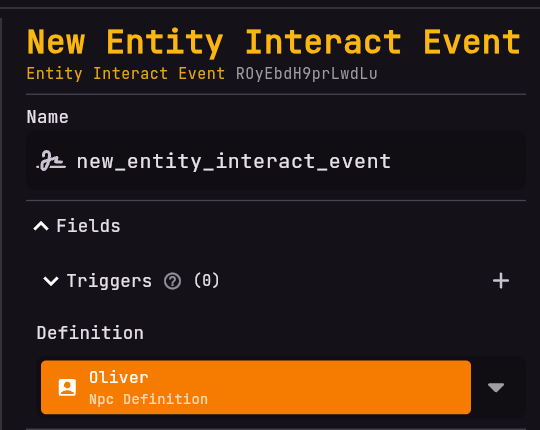 New Entity Interact Event
Entity Interact Event ROyEbdH9prLwdLu
Name
new_entity_interact_event
Fields
Triggers ? (0)
Definition
Oliver
Npc Definition